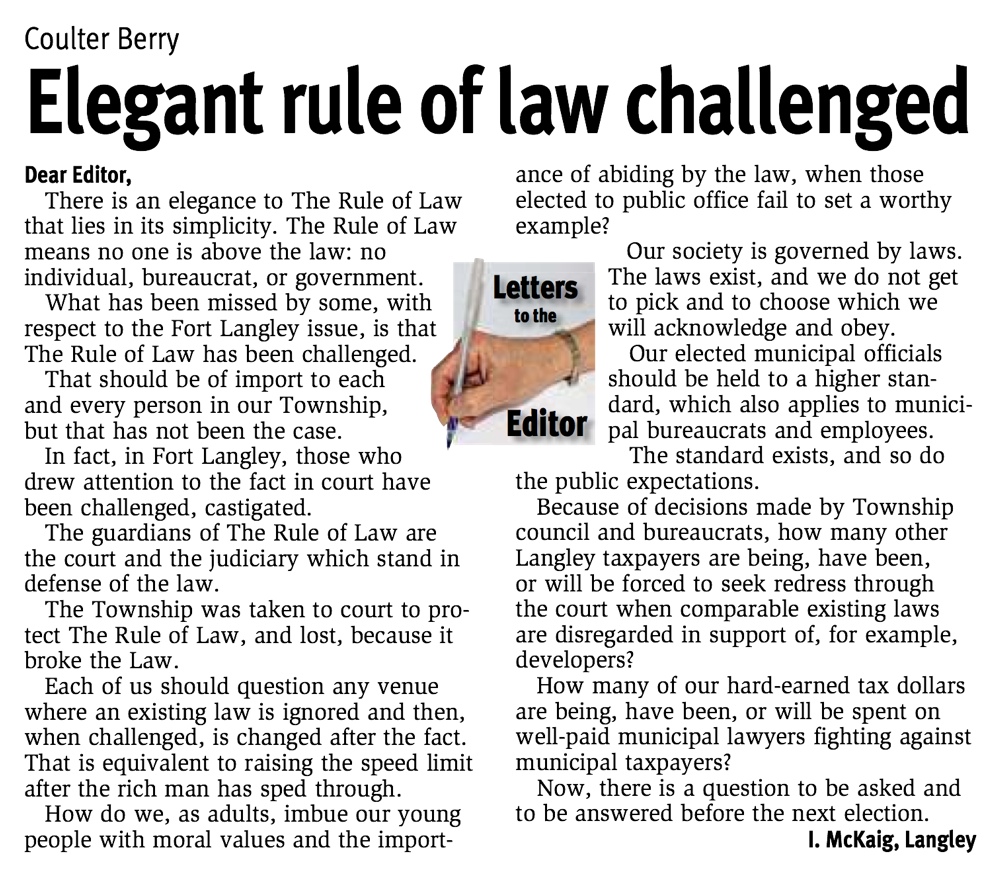 Coulter Berry
Elegant rule of law challenged
Dear Editor,
There is an elegance to The Rule of Law
that lies in its simplicity. The Rule of Law
means no one is above the law: no
individual, bureaucrat, or government.
What has been missed by some, with
respect to the Fort Langley issue, is that
The Rule of Law has been challenged.
That should be of import to each
and every person in our Township,
but that has not been the case.
In fact, in Fort Langley, those who
drew attention to the fact in court have
been challenged, castigated.
The guardians of The Rule of Law are
the court and the judiciary which stand in
defense of the law.
The Township was taken to court to pro-
tect The Rule of Law, and lost, because it
broke the Law.
Each of us should question any venue
where an existing law is ignored and then,
when challenged, is changed after the fact.
That is equivalent to raising the speed limit
after the rich man has sped through.
How do we, as adults, imbue our young
people with moral values and the import-
ance of abiding by the law, when those
elected to public office fail to set a worthy
example?
Letters
to the
Editor
Our society is governed by laws.
The laws exist, and we do not get
to pick and to choose which we
will acknowledge and obey.
Our elected municipal officials
should be held to a higher stan-
dard, which also applies to munici-
pal bureaucrats and employees.
The standard exists, and so do
the public expectations.
Because of decisions made by Township
council and bureaucrats, how many other
Langley taxpayers are being, have been,
or will be forced to seek redress through
the court when comparable existing laws
are disregarded in support of, for example,
developers?
How many of our hard-earned tax dollars
are being, have been, or will be spent on
well-paid municipal lawyers fighting against
municipal taxpayers?
Now, there is a question to be asked and
to be answered before the next election.
I. McKaig, Langley